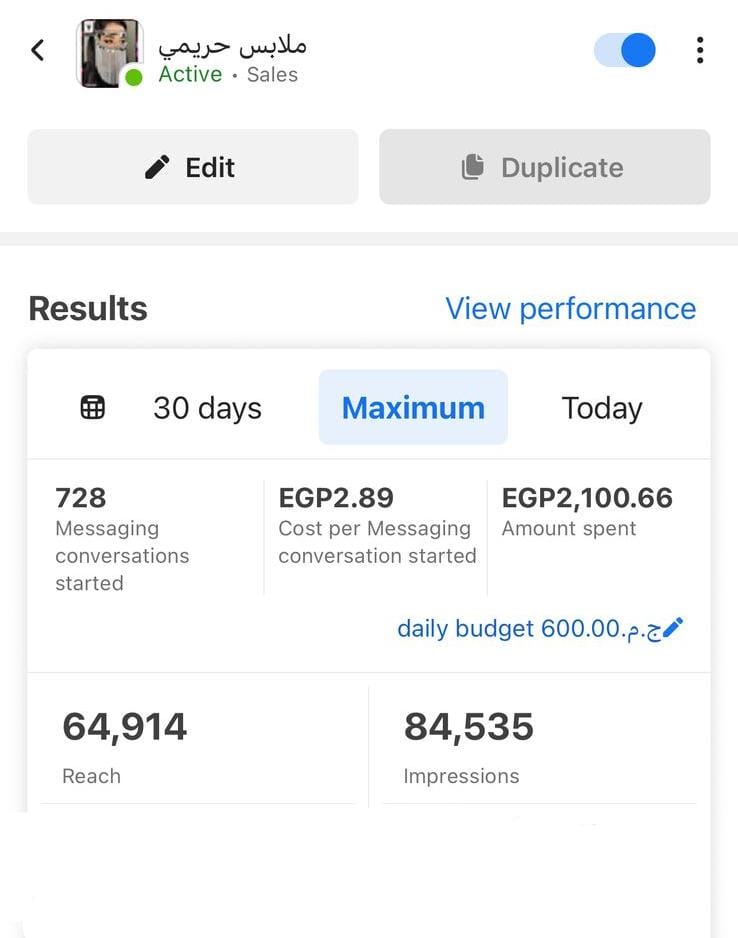 ملابس حريمي
Active • Sales
Edit
Duplicate
Results
View performance
30 days
Maximum
Today
728
Messaging
conversations
started
EGP2.89
Cost per Messaging
conversation started
EGP2,100.66
Amount spent
daily budget 600.00.ج.م
64,914
Reach
84,535
Impressions